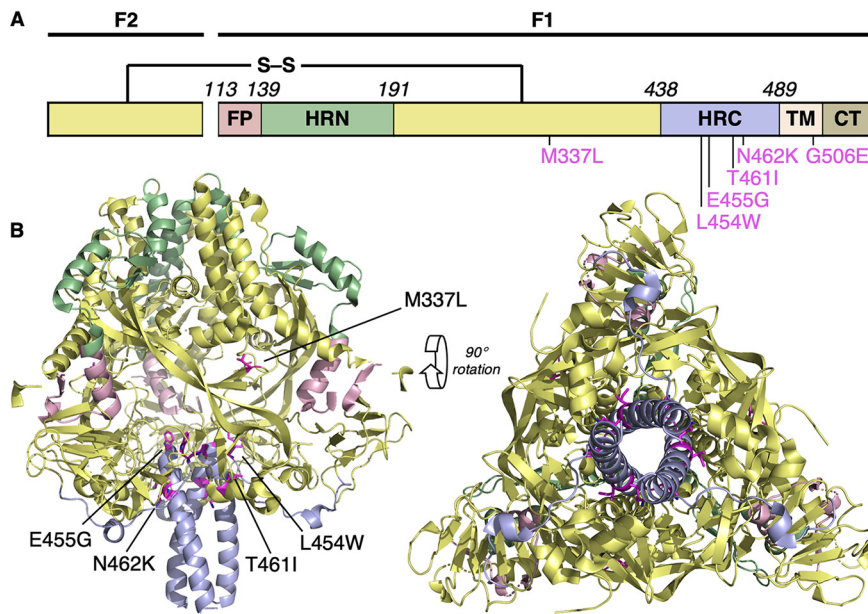 A
F2
F1
S–S
113 139 191 438 489
FP HRN HRC TM CT
M337L
N462K G506E
T461I
E455G
L454W
B
M337L
90°
rotation
E455G
N462K
T461I
L454W